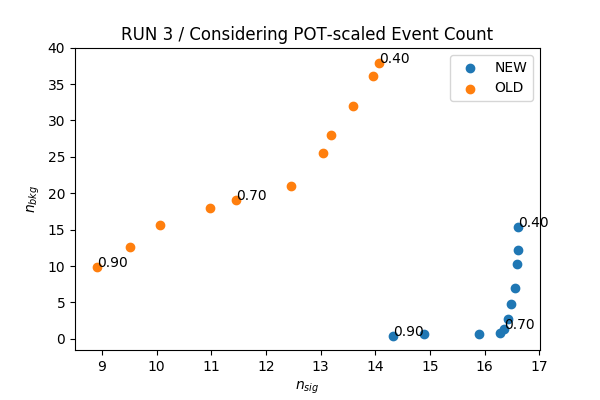 RUN 3 / Considering POT-scaled Event Count
40
35
30
25
20
15
10
5
0
n_bkg
NEW
OLD
0.40
0.70
0.90
0.40
0.70
0.90
9 10 11 12 13 14 15 16 17
n_sig